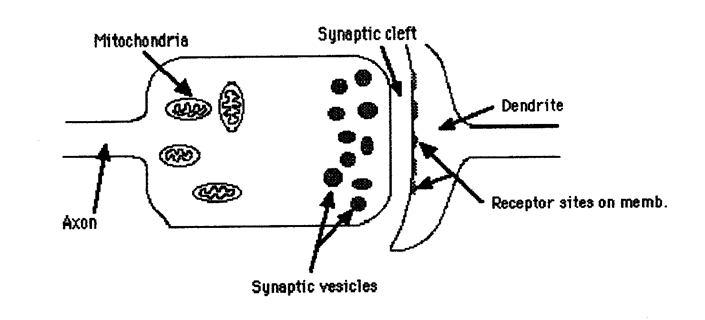 Synaptic cleft
Mitochondria
Dendrite
Receptor sites on memb.
Axon
Synaptic vesicles